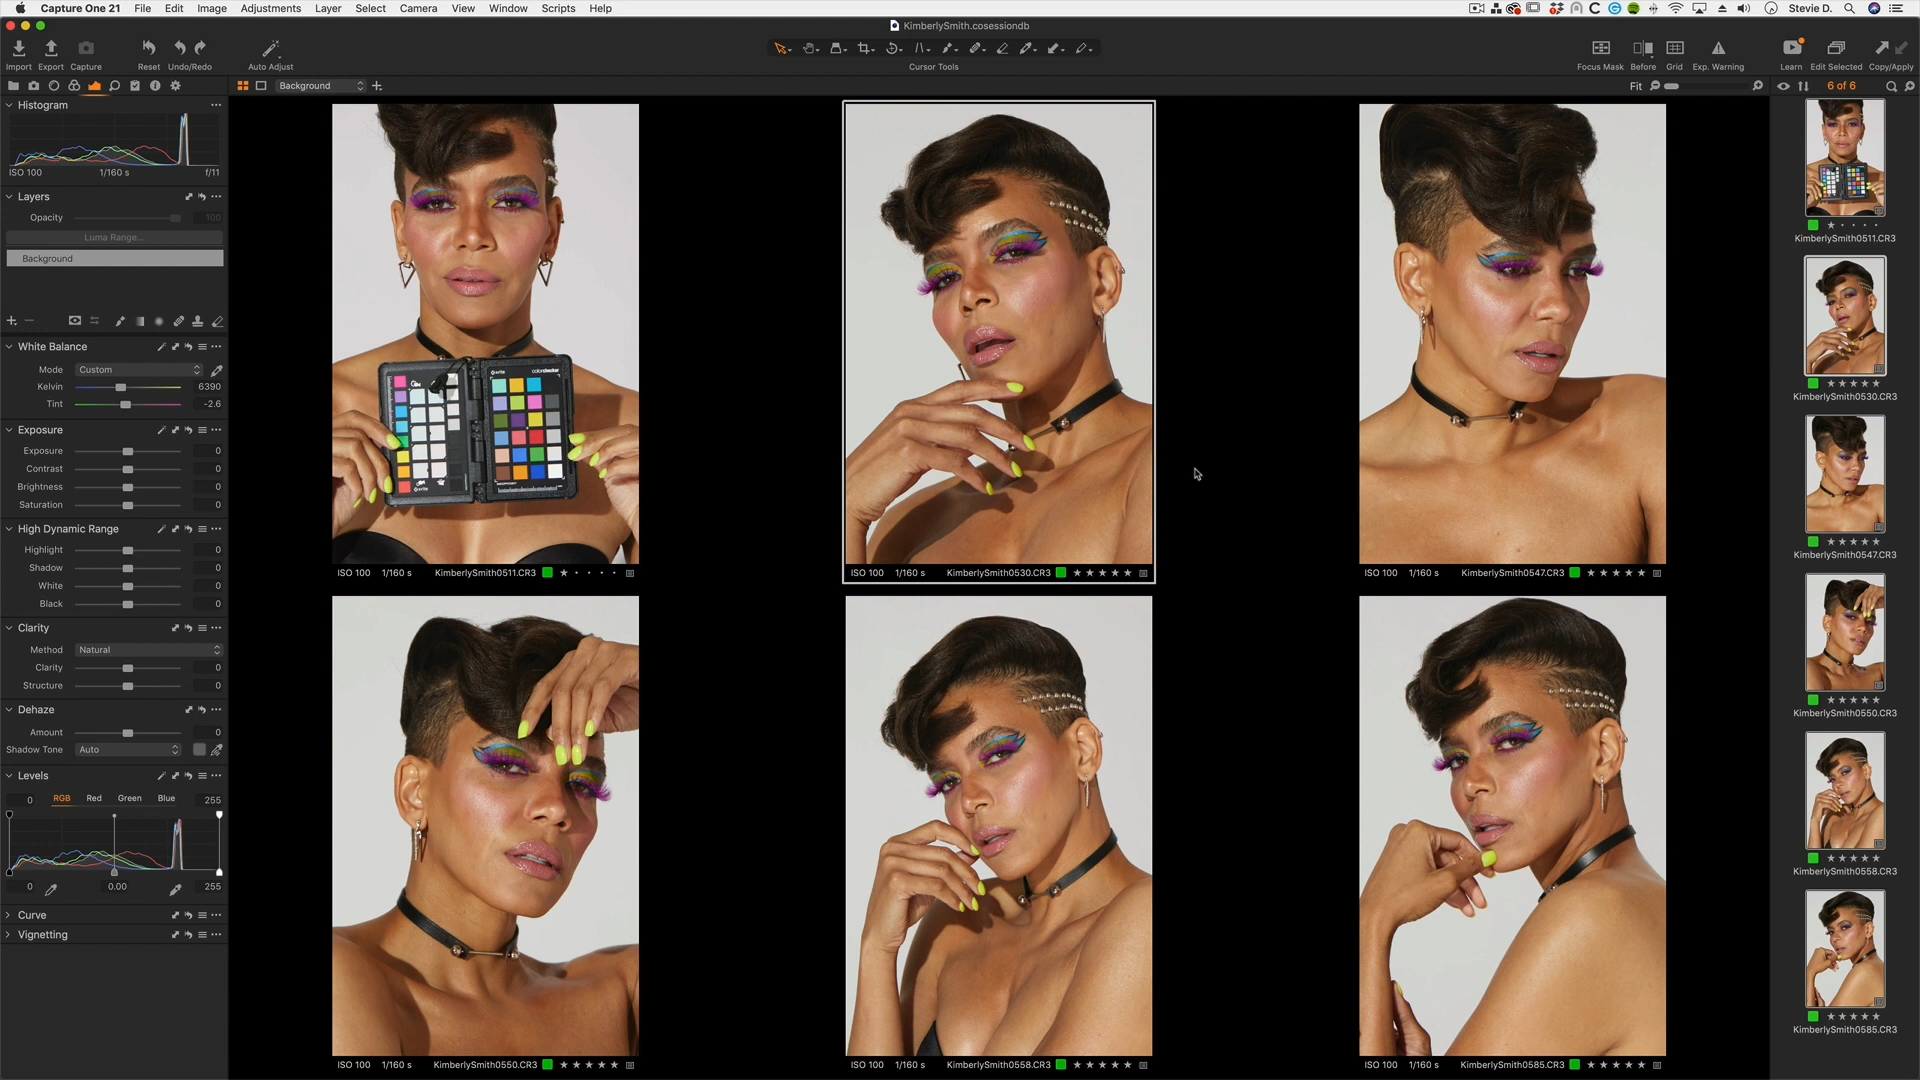 Capture One 21 File Edit Image Adjustments Layer Select Camera View Window Scripts Help Stevie D.
KimberlySmith.cosessiondb
Import Export Capture Reset Undo/Redo Auto Adjust Cursor Tools Focus Mask Before Grid Exp. Warning Learn Edit Selected Copy/Apply
Background Fit 6 of 6
Histogram
ISO 100 1/160 s f/11
Layers
Opacity 100
Luma Range...
Background
White Balance
Mode Custom
Kelvin 6390
Tint -2.6
Exposure
Exposure 0
Contrast 0
Brightness 0
Saturation 0
High Dynamic Range
Highlight 0
Shadow 0
White 0
Black 0
Clarity
Method Natural
Clarity 0
Structure 0
Dehaze
Amount 0
Shadow Tone Auto
Levels
0 RGB Red Green Blue 255
0 0.00 255
Curve
Vignetting
x-rite colorchecker
ISO 100 1/160 s KimberlySmith0511.CR3
ISO 100 1/160 s KimberlySmith0530.CR3
ISO 100 1/160 s KimberlySmith0547.CR3
ISO 100 1/160 s KimberlySmith0550.CR3
ISO 100 1/160 s KimberlySmith0558.CR3
ISO 100 1/160 s KimberlySmith0585.CR3
KimberlySmith0511.CR3
KimberlySmith0530.CR3
KimberlySmith0547.CR3
KimberlySmith0550.CR3
KimberlySmith0558.CR3
KimberlySmith0585.CR3